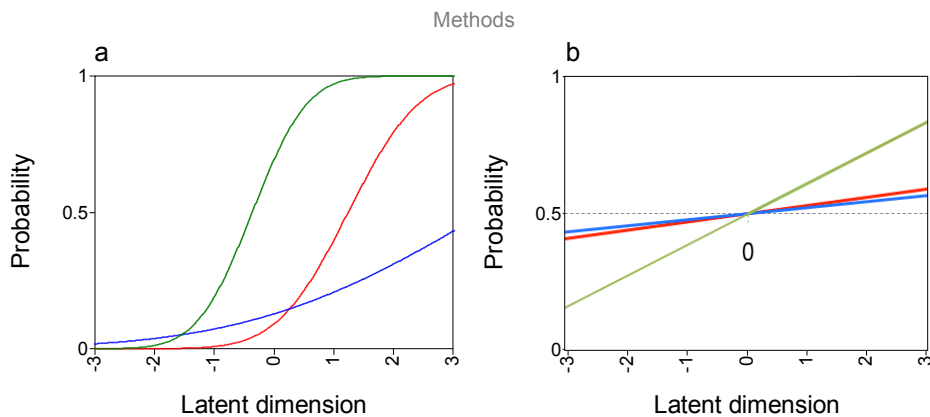 Methods
a
b
1
0.5
0
Probability
-3 -2 -1 0 1 2 3
Latent dimension
1
0.5
0
0
Probability
-3 -2 -1 0 1 2 3
Latent dimension